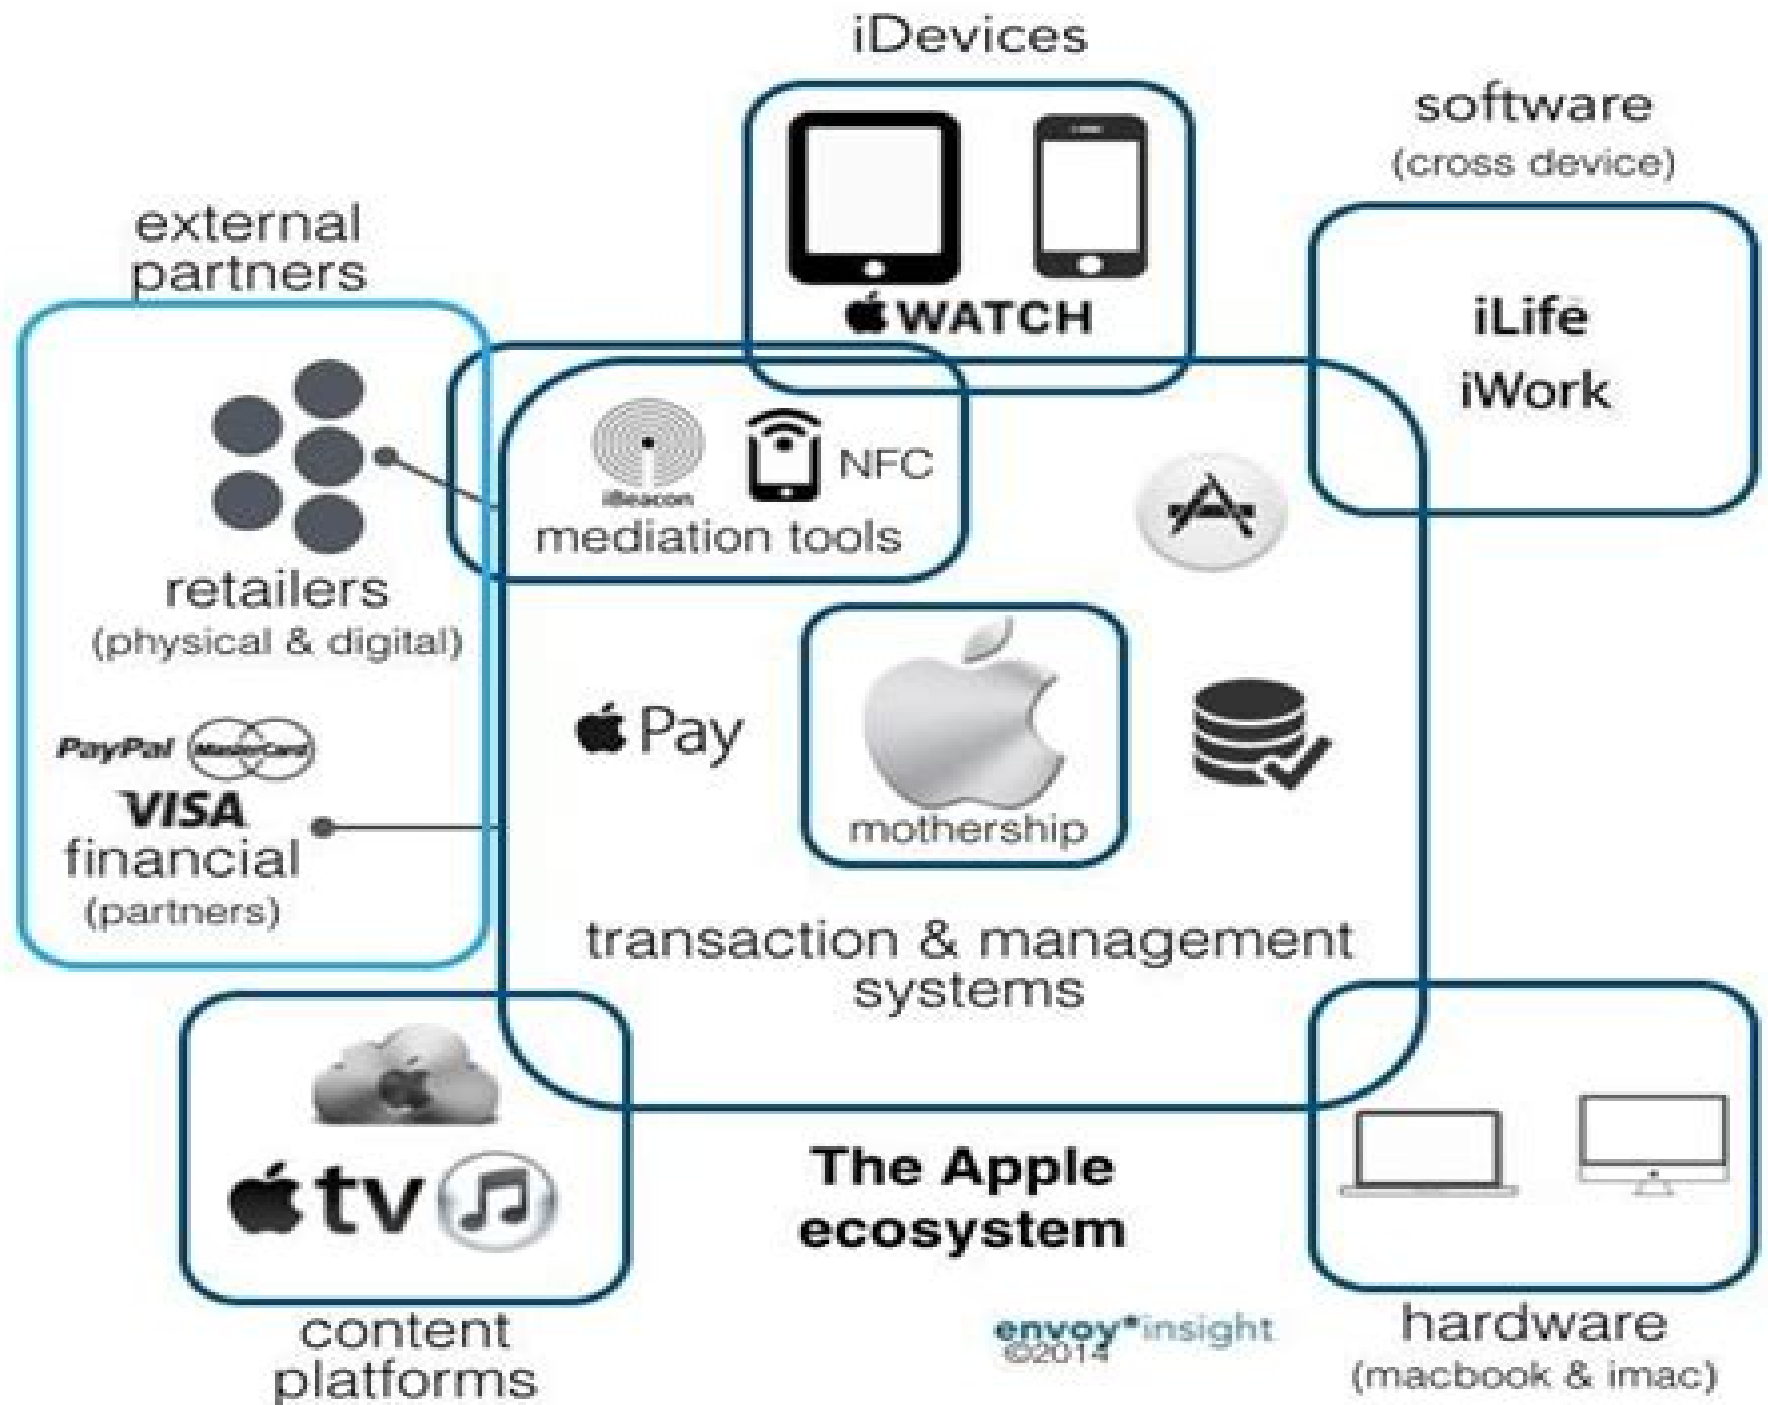 iDevices
WATCH
software
(cross device)
iLife
iWork
external
partners
retailers
(physical & digital)
PayPal MasterCard
VISA
financial
(partners)
iBeacon
NFC
mediation tools
Pay
mothership
transaction & management
systems
tv
content
platforms
The Apple
ecosystem
envoy*insight
©2014
hardware
(macbook & imac)